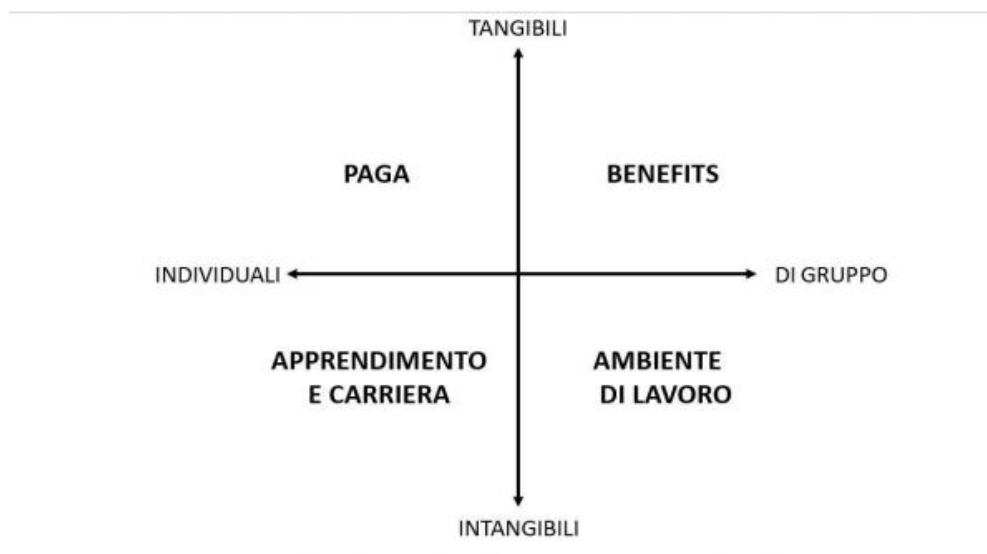 TANGIBILI
PAGA
BENEFITS
INDIVIDUALI
DI GRUPPO
APPRENDIMENTO
E CARRIERA
AMBIENTE
DI LAVORO
INTANGIBILI